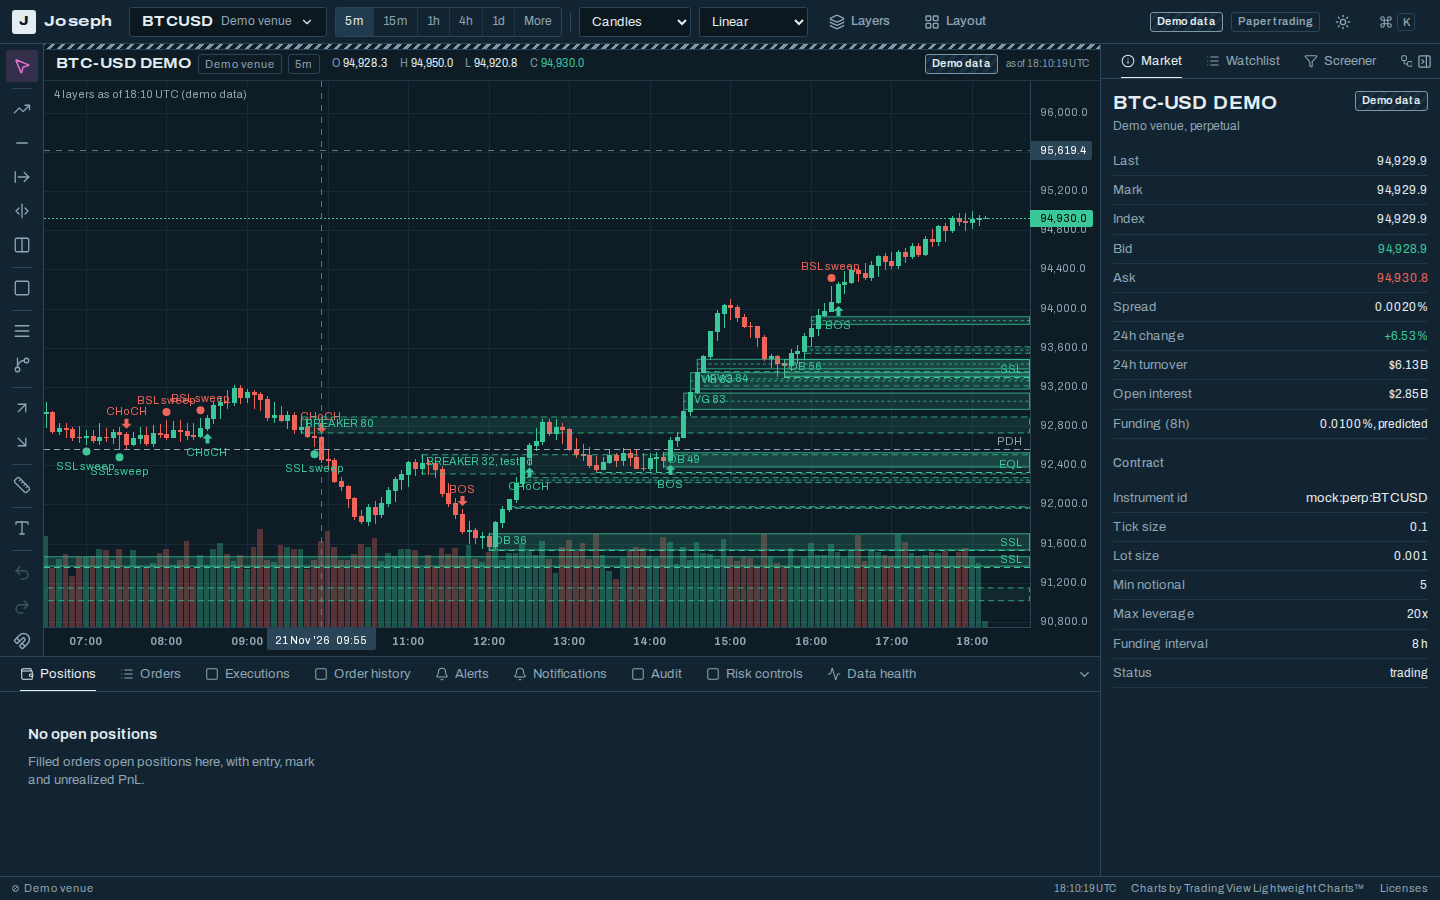 J Joseph
BTCUSD Demo venue
5m 15m 1h 4h 1d More
Candles
Linear
Layers
Layout
Demo data
Paper trading
⌘ K
BTC-USD DEMO Demo venue 5m O 94,928.3 H 94,950.0 L 94,920.8 C 94,930.0
Demo data as of 18:10:19 UTC
4 layers as of 18:10 UTC (demo data)
96,000.0
95,619.4
95,200.0
94,930.0
94,800.0
94,400.0
94,000.0
93,600.0
93,200.0
92,800.0
92,400.0
92,000.0
91,600.0
91,200.0
90,800.0
BSL sweep
BOS
OB 56
SSL
VG 83
BSL sweep
BSL sweep
CHoCH
CHoCH
BREAKER 80
PDH
CHoCH
SSL sweep
SSL sweep
SSL sweep
BREAKER 32, tested
OB 49
EQL
BOS
CHoCH
BOS
OB 36
SSL
SSL
07:00 08:00 09:00 21 Nov '26 09:55 11:00 12:00 13:00 14:00 15:00 16:00 17:00 18:00
Positions
Orders
Executions
Order history
Alerts
Notifications
Audit
Risk controls
Data health
No open positions
Filled orders open positions here, with entry, mark
and unrealized PnL.
Market
Watchlist
Screener
BTC-USD DEMO Demo data
Demo venue, perpetual
Last 94,929.9
Mark 94,929.9
Index 94,929.9
Bid 94,928.9
Ask 94,930.8
Spread 0.0020%
24h change +6.53%
24h turnover $6.13B
Open interest $2.85B
Funding (8h) 0.0100%, predicted
Contract
Instrument id mock:perp:BTCUSD
Tick size 0.1
Lot size 0.001
Min notional 5
Max leverage 20x
Funding interval 8h
Status trading
Demo venue
18:10:19 UTC Charts by TradingView Lightweight Charts™ Licenses